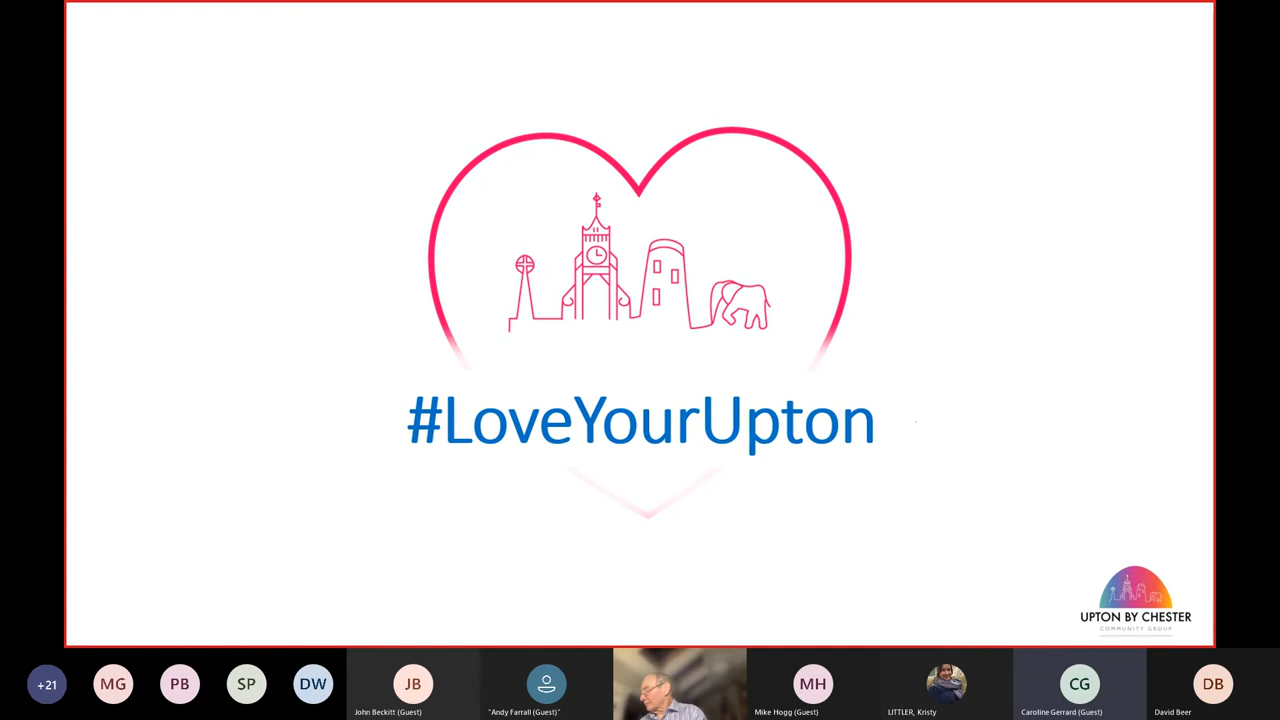 #LoveYourUpton
UPTON BY CHESTER
COMMUNITY GROUP
+21
MG
PB
SP
DW
JB
John Beckitt (Guest)
"Andy Farrall (Guest)"
MH
Mike Hogg (Guest)
LITTLER, Kristy
CG
Caroline Gerrard (Guest)
DB
David Beer